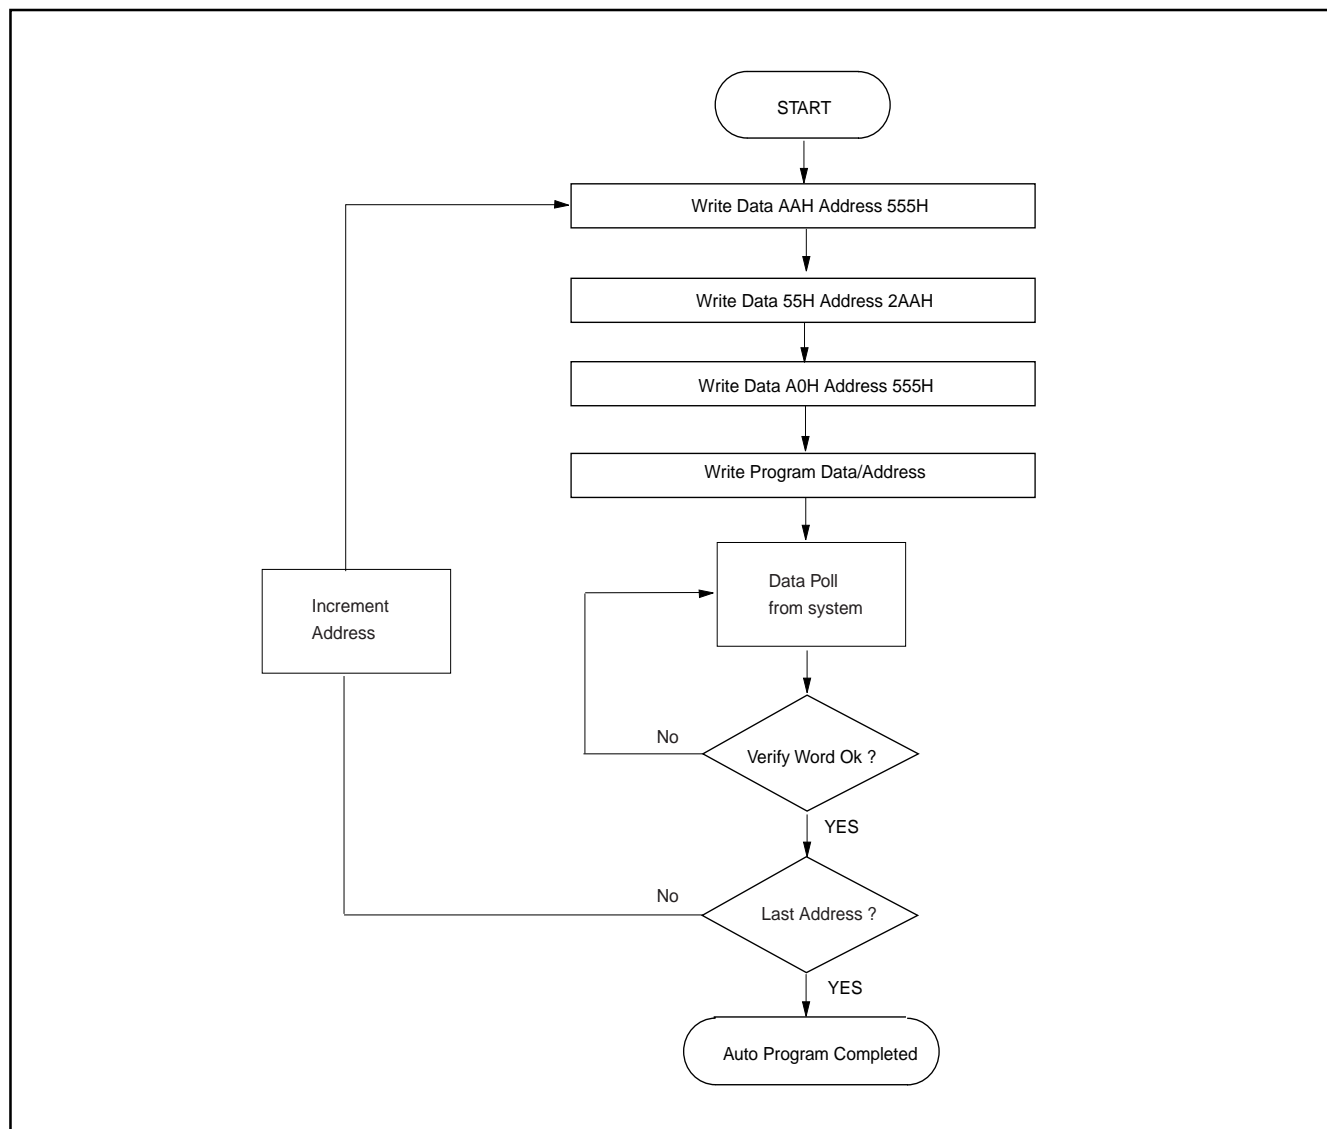 START
Write Data AAH Address 555H
Write Data 55H Address 2AAH
Write Data A0H Address 555H
Write Program Data/Address
Data Poll
from system
Increment
Address
No
Verify Word Ok ?
YES
No
Last Address ?
YES
Auto Program Completed